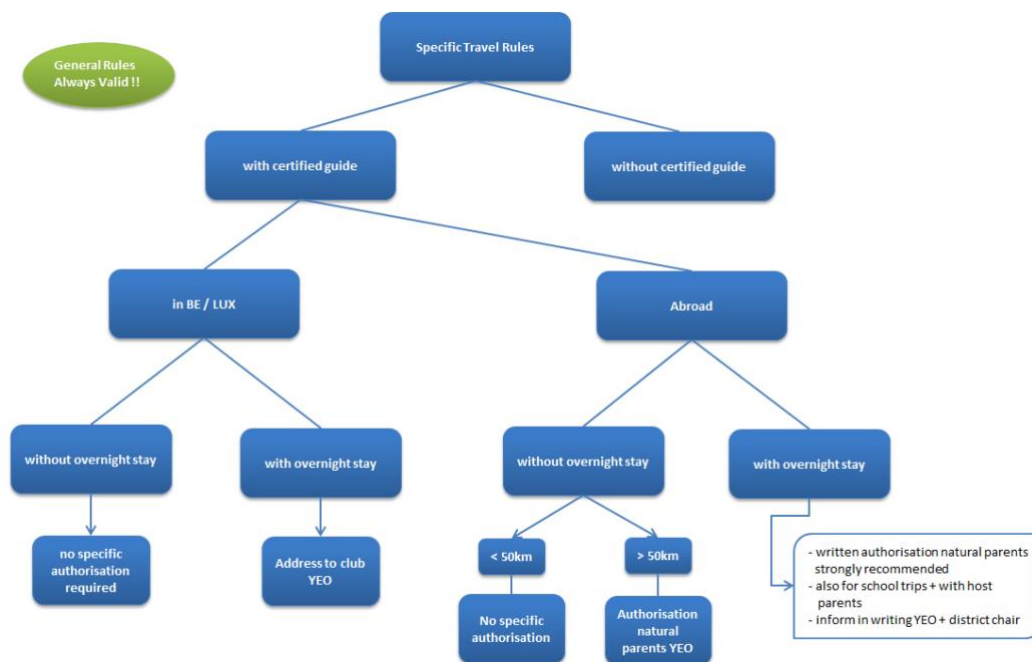 General Rules
Always Valid !!
Specific Travel Rules
with certified guide
without certified guide
in BE / LUX
Abroad
without overnight stay
with overnight stay
without overnight stay
with overnight stay
no specific
authorisation
required
Address to club
YEO
< 50km
> 50km
No specific
authorisation
Authorisation
natural
parents YEO
- written authorisation natural parents
strongly recommended
- also for school trips + with host
parents
- inform in writing YEO + district chair